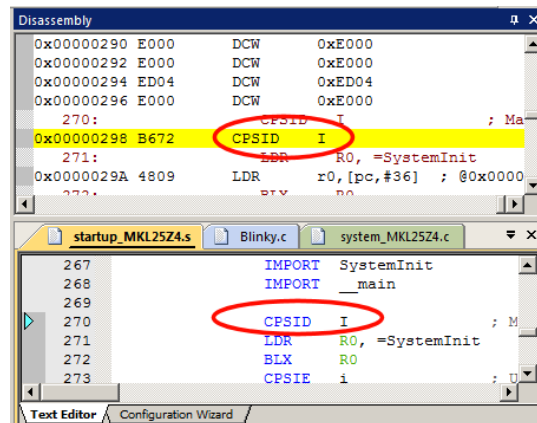 Disassembly
0x00000290 E000 DCW 0xE000
0x00000292 E000 DCW 0xE000
0x00000294 ED04 DCW 0xED04
0x00000296 E000 DCW 0xE000
270: CPSID I ; Ma
0x00000298 B672 CPSID I
271: LDR R0, =SystemInit
0x0000029A 4809 LDR r0,[pc,#36] ; @0x0000
272: BLX R0
startup_MKL25Z4.s Blinky.c system_MKL25Z4.c
267 IMPORT SystemInit
268 IMPORT __main
269
270 CPSID I ; M
271 LDR R0, =SystemInit
272 BLX R0
273 CPSIE i ; U
Text Editor Configuration Wizard